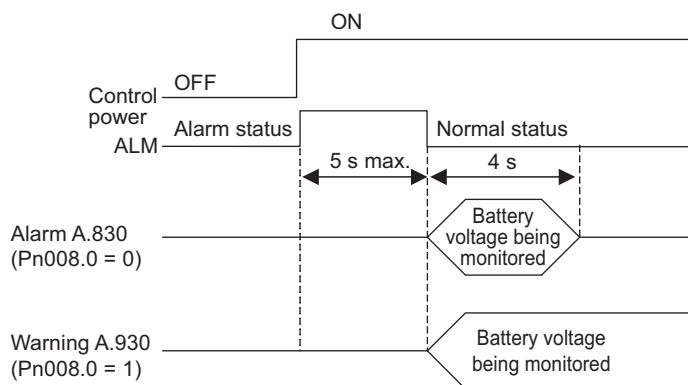 ON
OFF
Control
power
ALM
Alarm status
Normal status
5 s max.
4 s
Alarm A.830
(Pn008.0 = 0)
Battery
voltage being
monitored
Warning A.930
(Pn008.0 = 1)
Battery voltage
being monitored